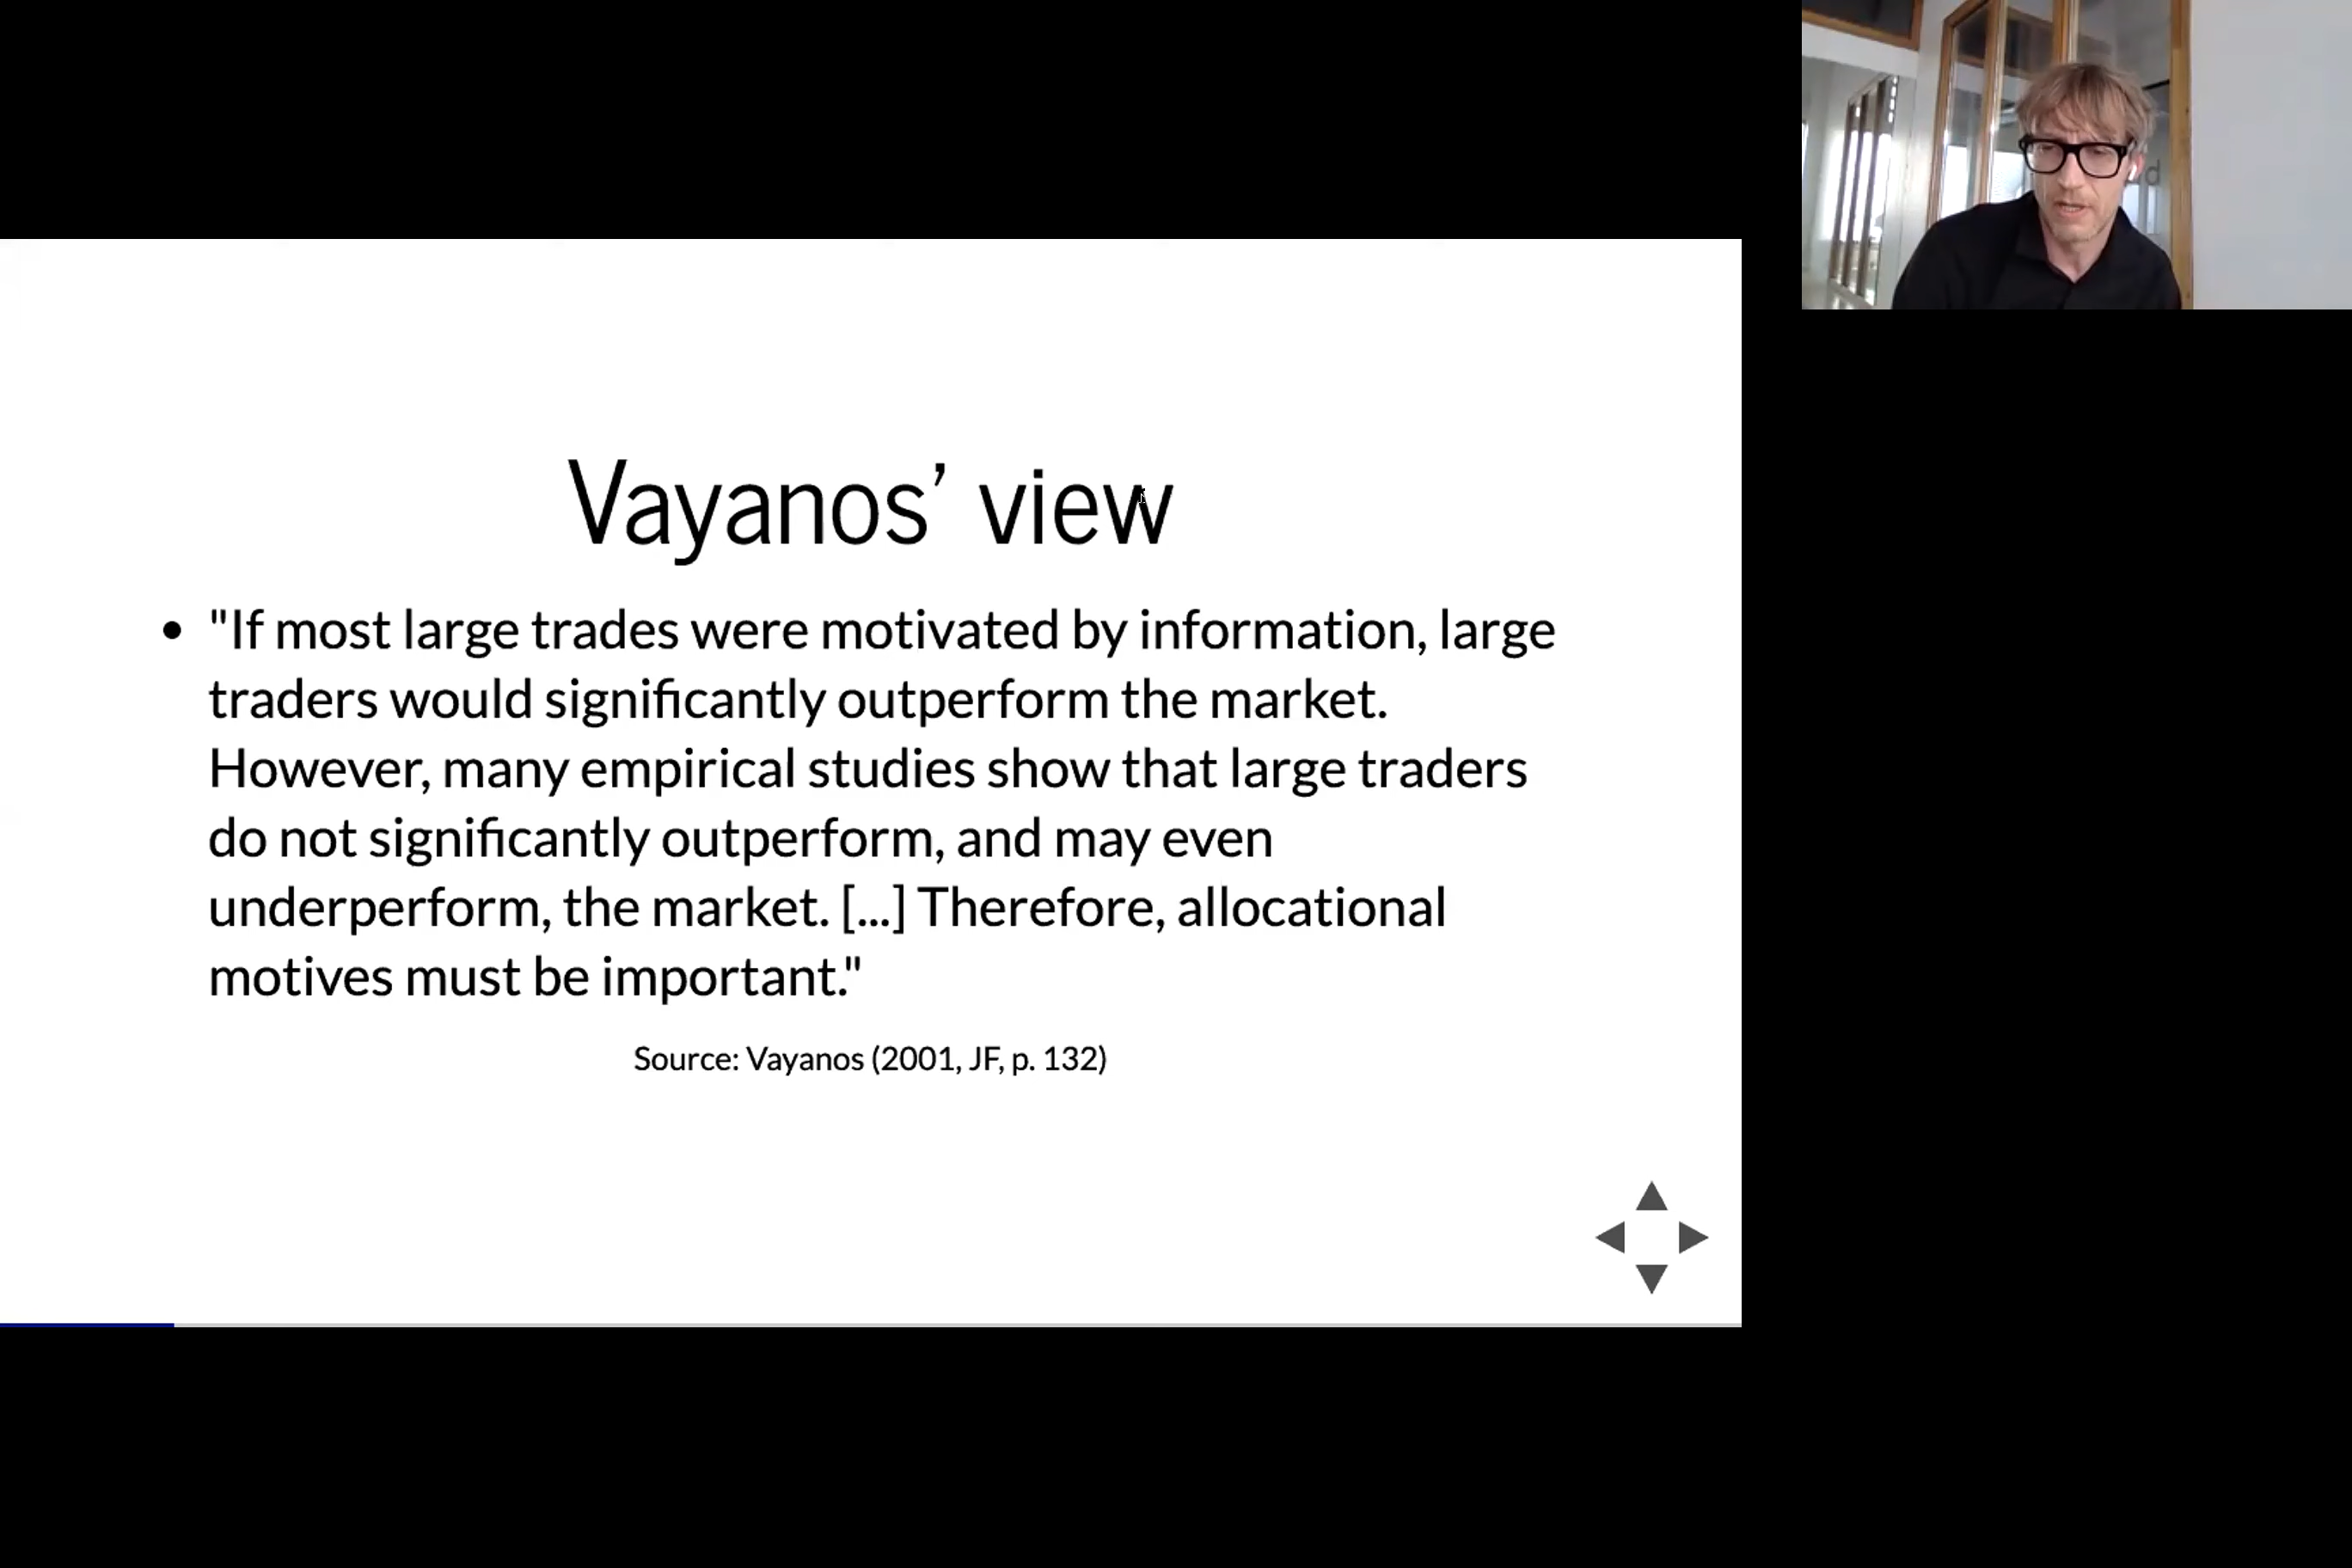 Vayanos’ view
• "If most large trades were motivated by information, large
traders would significantly outperform the market.
However, many empirical studies show that large traders
do not significantly outperform, and may even
underperform, the market. [...] Therefore, allocational
motives must be important."
Source: Vayanos (2001, JF, p. 132)